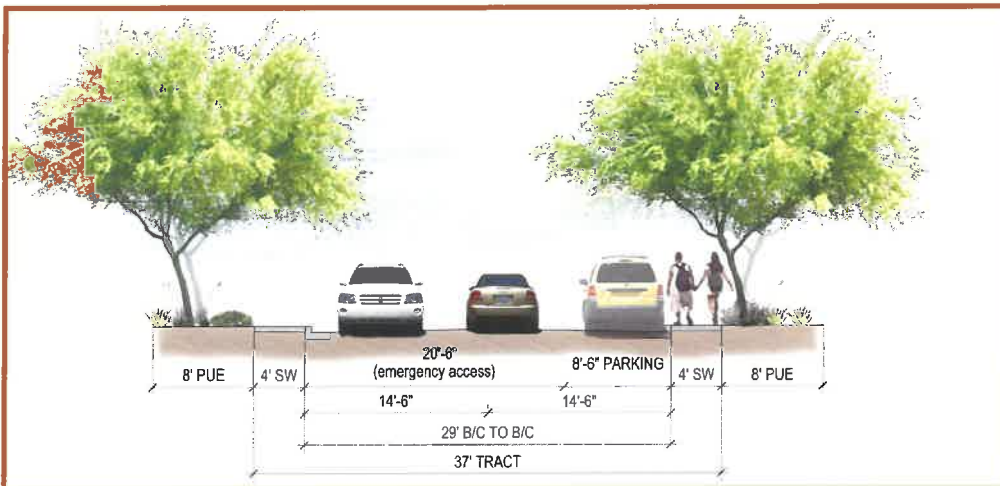 20'-6"
(emergency access)
8'-6" PARKING
8' PUE
4' SW
4' SW
8' PUE
14'-6"
14'-6"
29' B/C TO B/C
37' TRACT